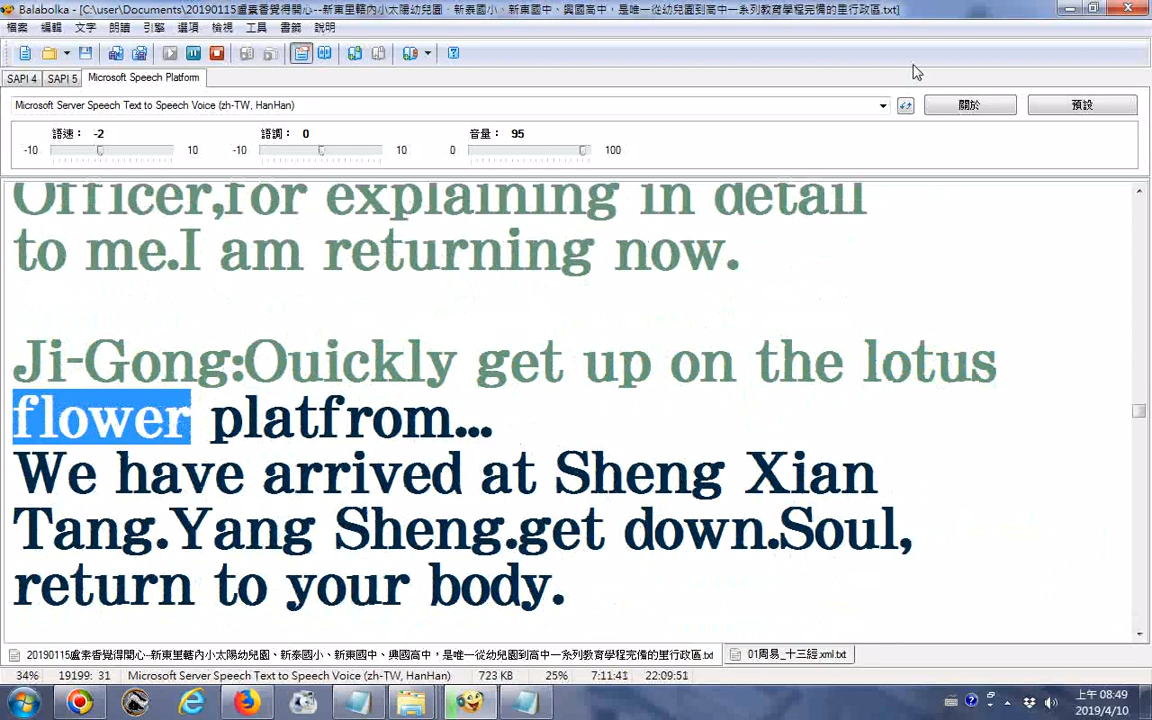 Balabolka - [C:\user\Documents\20190115盧素香覺得開心--新東里轄內小太陽幼兒園、新泰國小、新東國中、興國高中，是唯一從幼兒園到高中一系列教育學程完備的里行政區.txt]
檔案 編輯 文字 朗讀 引擎 選項 檢視 工具 書籤 說明
SAPI 4 SAPI 5 Microsoft Speech Platform
Microsoft Server Speech Text to Speech Voice (zh-TW, HanHan) 關於 預設
語速： -2 語調： 0 音量： 95
-10 10 -10 10 0 100
Officer,for explaining in detail
to me.I am returning now.
Ji-Gong:Ouickly get up on the lotus
flower platfrom...
We have arrived at Sheng Xian
Tang.Yang Sheng.get down.Soul,
return to your body.
20190115盧素香覺得開心--新東里轄內小太陽幼兒園、新泰國小、新東國中、興國高中，是唯一從幼兒園到高中一系列教育學程完備的里行政區.txt 01周易_十三經.xml.txt
34% 19199: 31 Microsoft Server Speech Text to Speech Voice (zh-TW, HanHan) 723 KB 25% 7:11:41 22:09:51
上午 08:49
2019/4/10